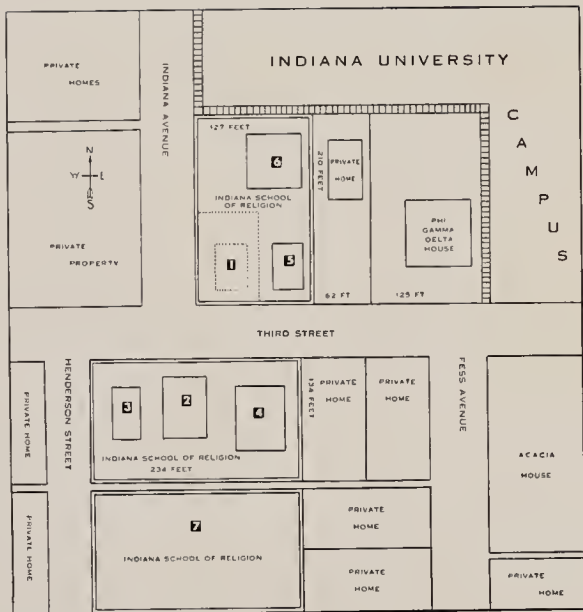 INDIANA UNIVERSITY
CAMPUS
PRIVATE
HOMES
INDIANA AVENUE
127 FEET
6
210 FEET
PRIVATE
HOME
INDIANA SCHOOL
OF RELIGION
N
W E
S
PRIVATE
PROPERTY
1
5
PHI
GAMMA
DELTA
HOUSE
62 FT
125 FT
THIRD STREET
PRIVATE HOME
HENDERSON STREET
3
2
4
INDIANA SCHOOL OF RELIGION
234 FEET
134 FEET
PRIVATE
HOME
PRIVATE
HOME
FESS AVENUE
ACACIA
HOUSE
PRIVATE HOME
7
INDIANA SCHOOL OF RELIGION
PRIVATE
HOME
PRIVATE
HOME
PRIVATE
HOME